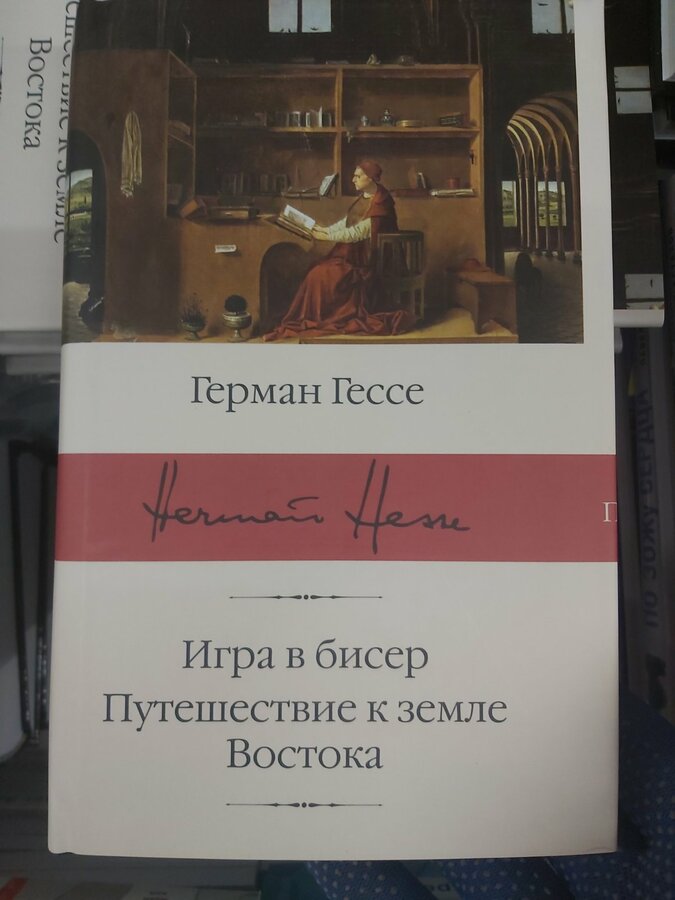 Востока
Герман Гессе
Hermann Hesse
П
Игра в бисер
Путешествие к земле
Востока